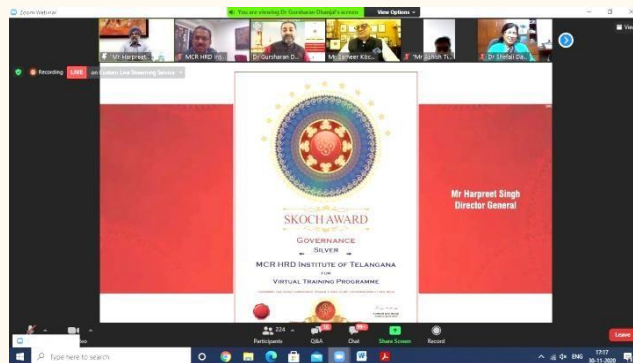 Zoom Webinar
You are viewing Dr Gursharan Dhanjal's screen
View Options
View
Mr Harpreet...
MCR HRD Ins...
Dr Gursharan D...
Mr Sameer Koc...
Dr Shefali Da...
Recording
LIVE
on Custom Live Streaming Service
Mr Harpreet Singh
Director General
SKOCH AWARD
GOVERNANCE
SILVER
MCR HRD INSTITUTE OF TELANGANA
FOR
VIRTUAL TRAINING PROGRAMME
224
99+
Participants
Q&A
Chat
Share Screen
Record
Leave
Type here to search
ENG
17:17
30-11-2020